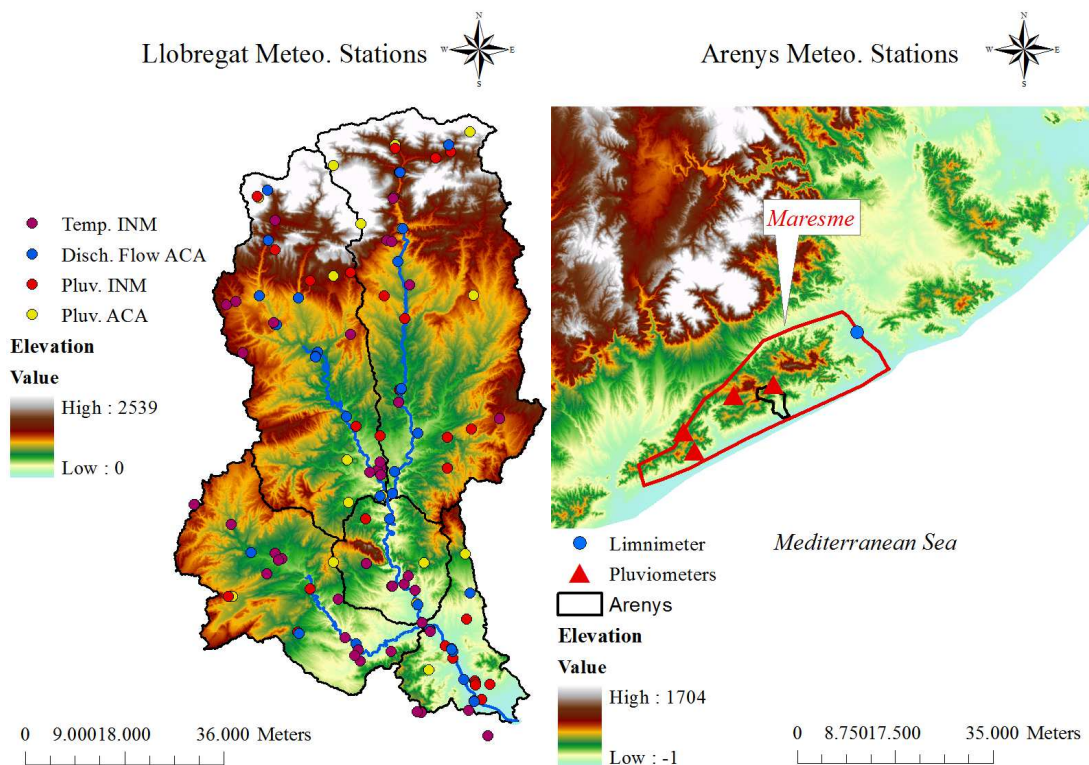 Llobregat Meteo. Stations
N
W
E
S
Temp. INM
Disch. Flow ACA
Pluv. INM
Pluv. ACA
Elevation
Value
High : 2539
Low : 0
0 9.00018.000 36.000 Meters
Arenys Meteo. Stations
N
W
E
S
Maresme
Limnimeter
Pluviometers
Arenys
Mediterranean Sea
Elevation
Value
High : 1704
Low : -1
0 8.75017.500 35.000 Meters